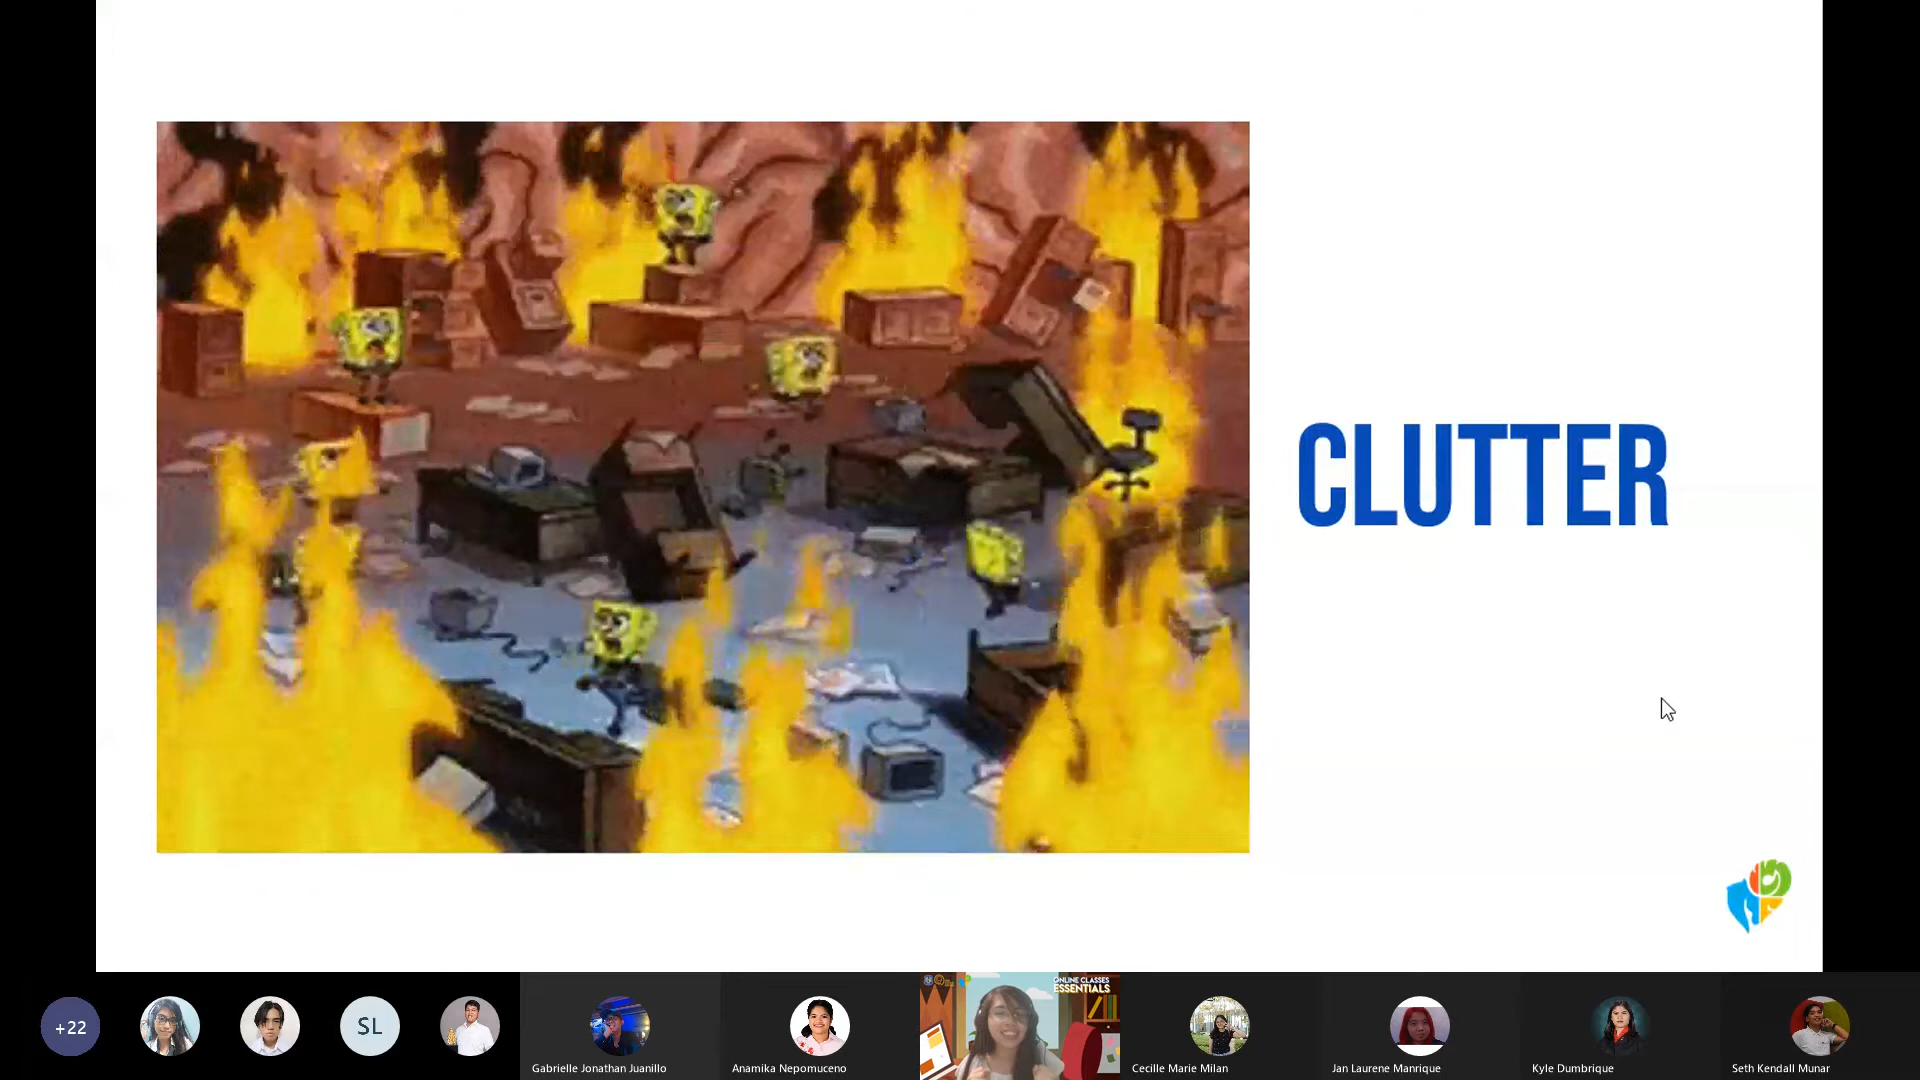 CLUTTER
+22
SL
Gabrielle Jonathan Juanillo
Anamika Nepomuceno
ONLINE CLASSES
ESSENTIALS
Cecille Marie Milan
Jan Laurene Manrique
Kyle Dumbrique
Seth Kendall Munar